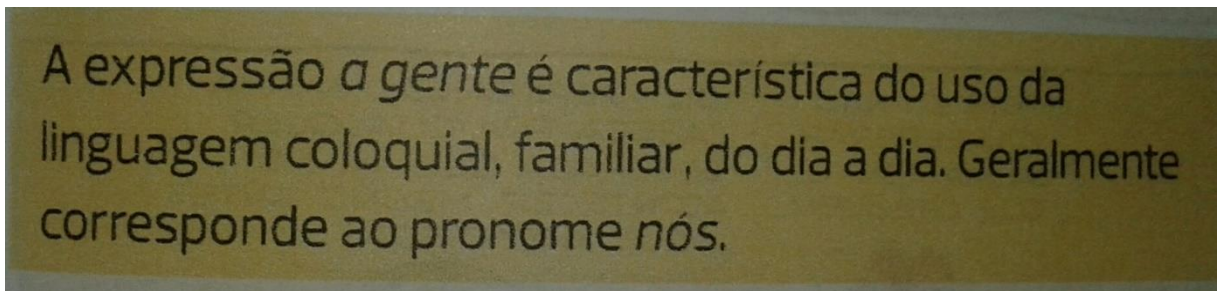 A expressão a gente é característica do uso da
linguagem coloquial, familiar, do dia a dia. Geralmente
corresponde ao pronome nós.